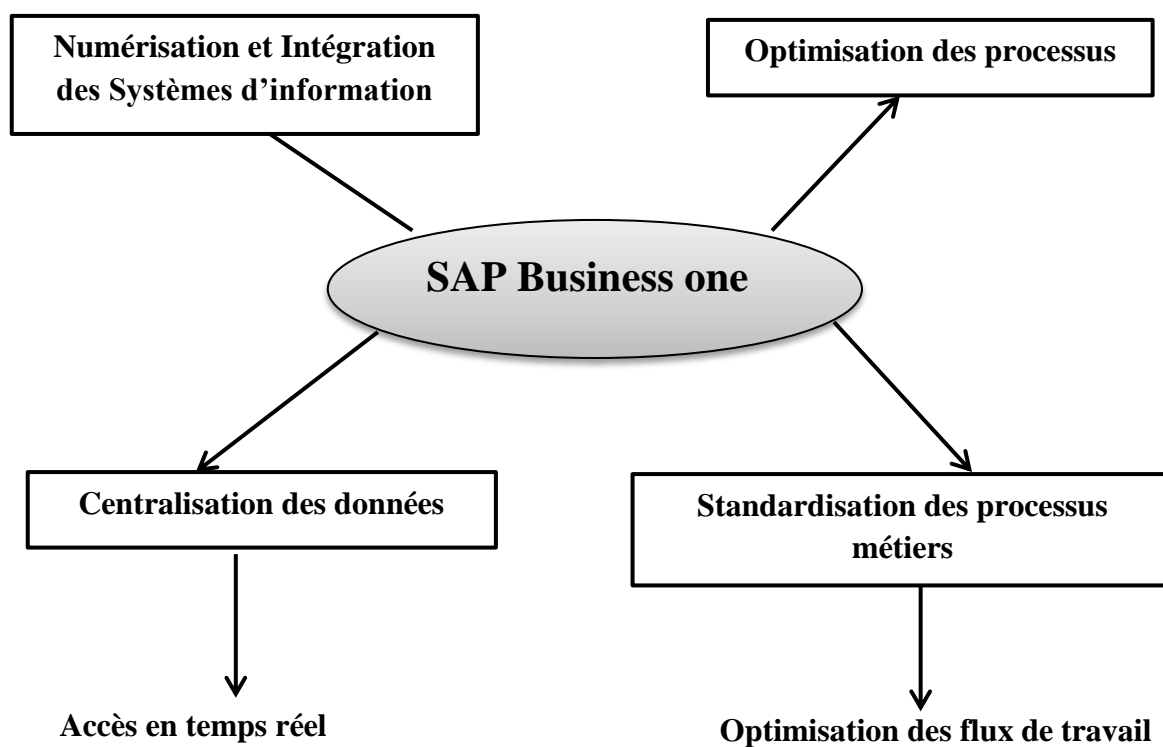 Numérisation et Intégration
des Systèmes d’information
Optimisation des processus
SAP Business one
Centralisation des données
Standardisation des processus
métiers
Accès en temps réel
Optimisation des flux de travail